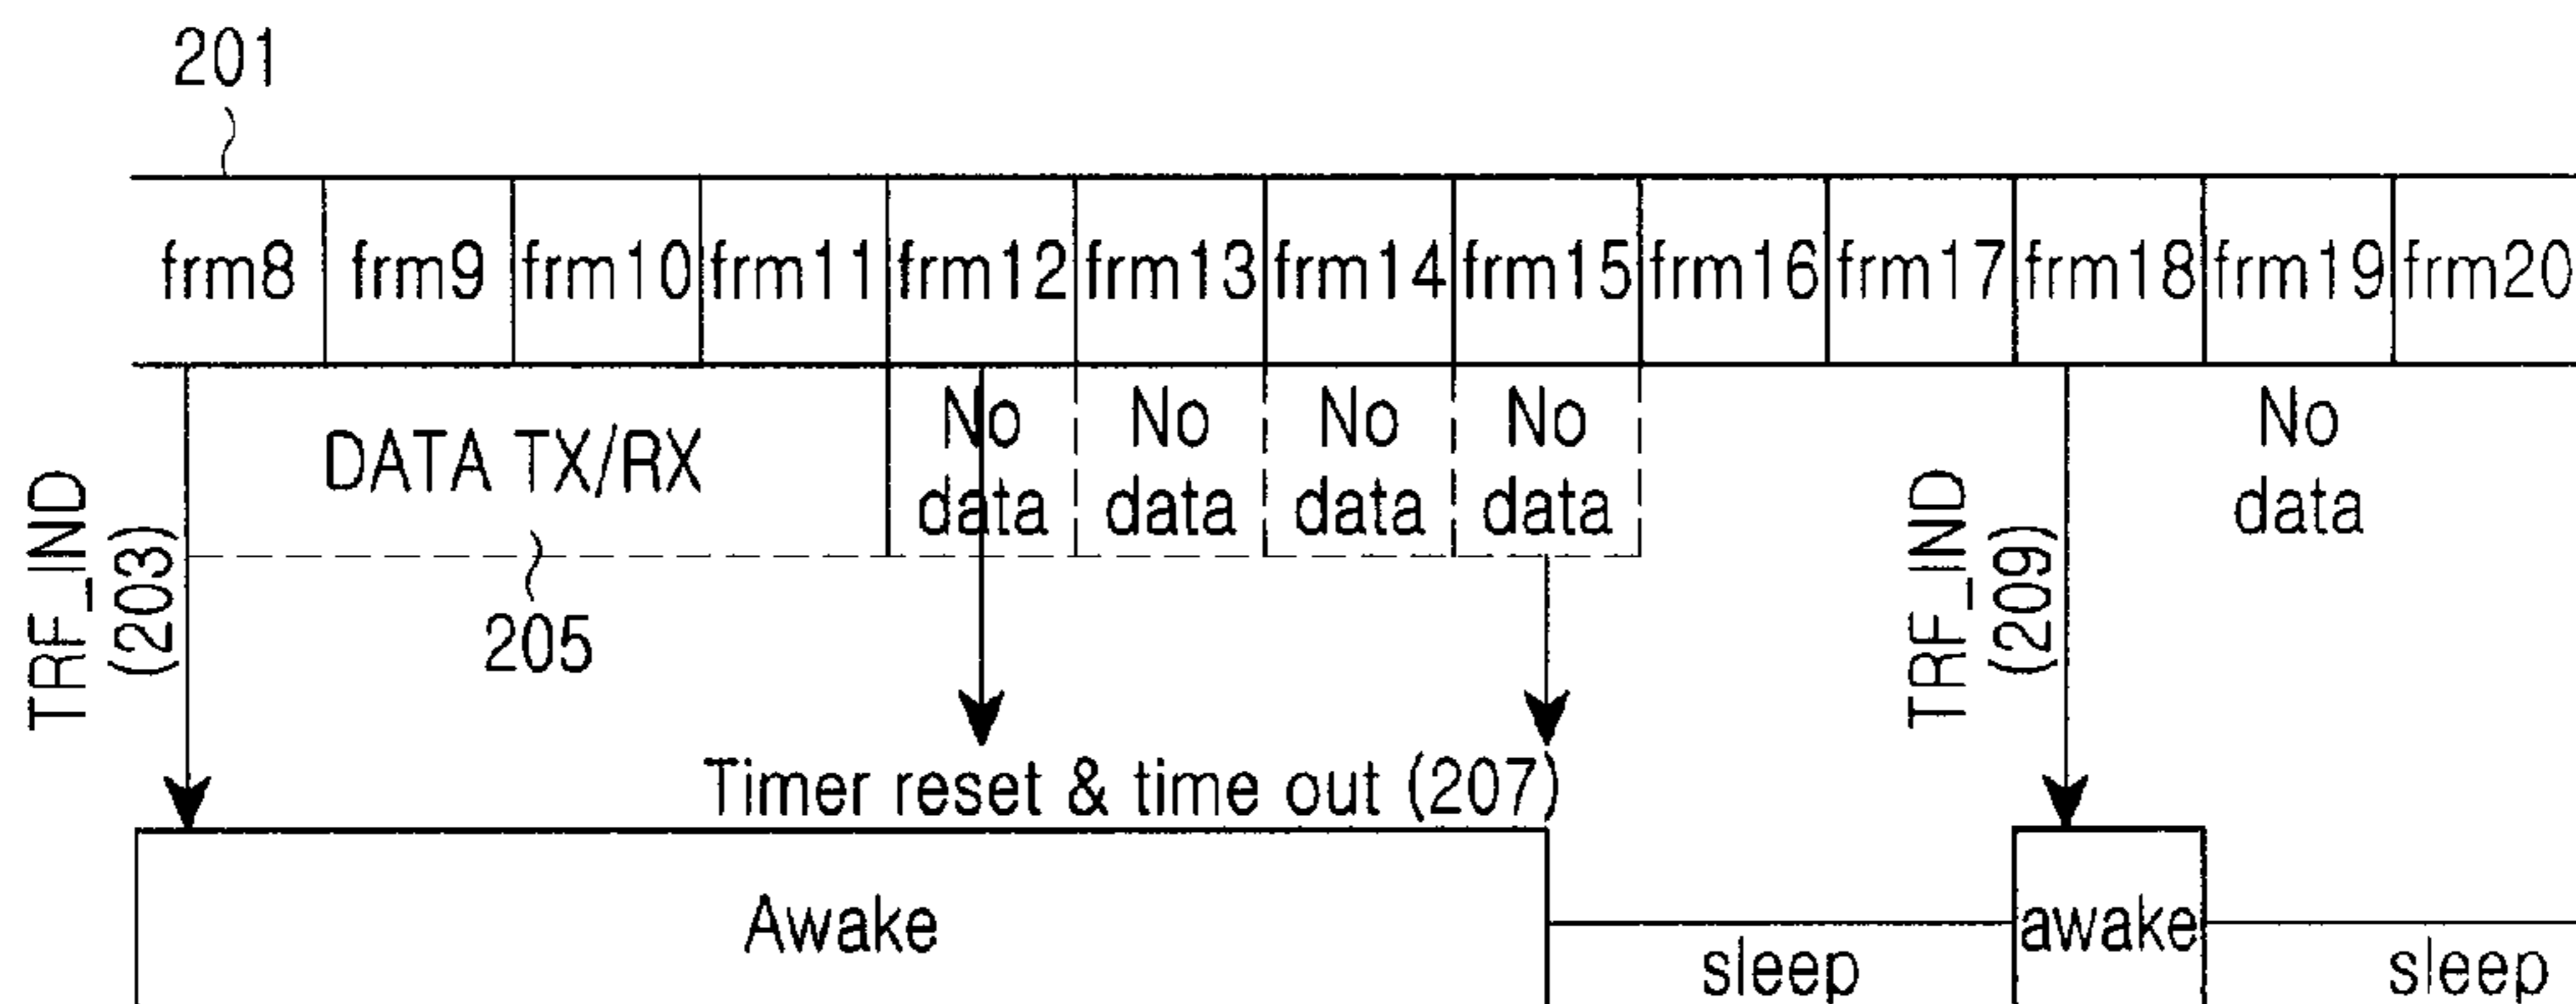 201
frm8 frm9 frm10 frm11 frm12 frm13 frm14 frm15 frm16 frm17 frm18 frm19 frm20
TRF_IND
(203)
DATA TX/RX
205
No
data
No
data
No
data
No
data
TRF_IND
(209)
No
data
Timer reset & time out (207)
Awake
sleep
awake
sleep